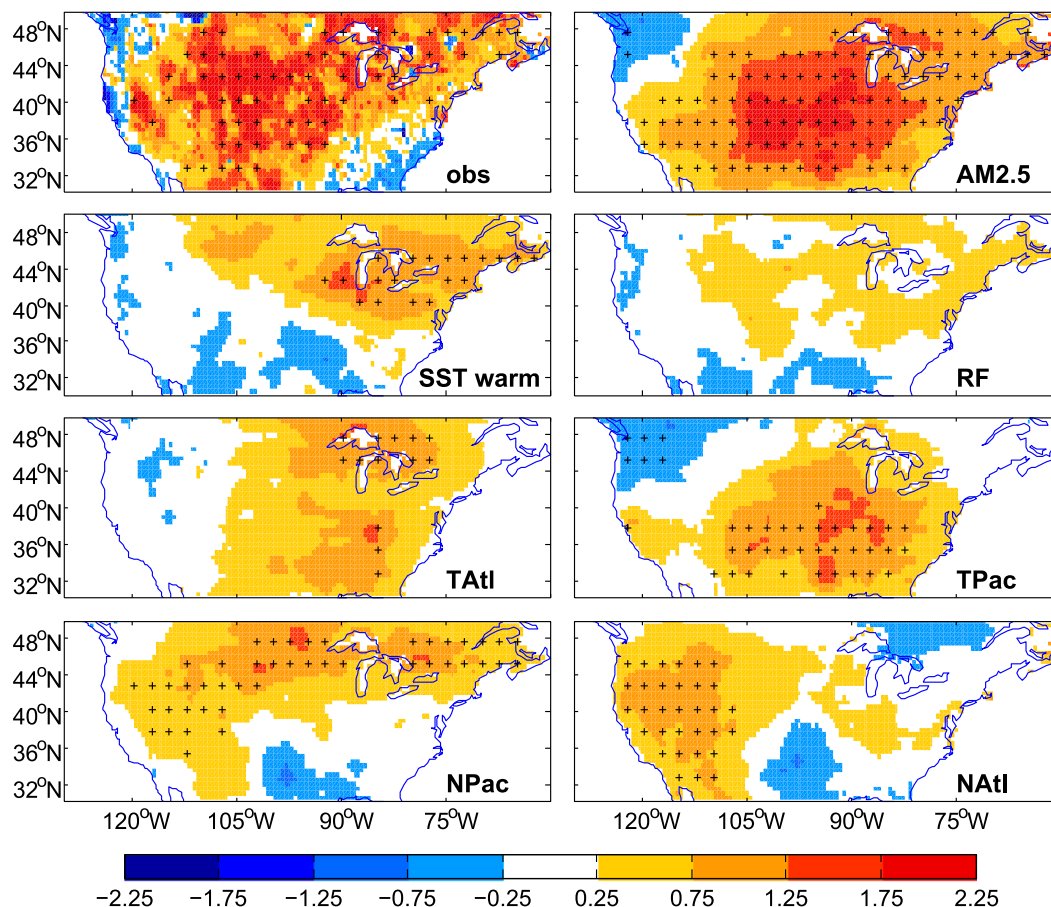 48°N
44°N
40°N
36°N
32°N
obs
AM2.5
48°N
44°N
40°N
36°N
32°N
SST warm
RF
48°N
44°N
40°N
36°N
32°N
TAtl
TPac
48°N
44°N
40°N
36°N
32°N
NPac
NAtl
120°W 105°W 90°W 75°W
120°W 105°W 90°W 75°W
−2.25 −1.75 −1.25 −0.75 −0.25 0.25 0.75 1.25 1.75 2.25